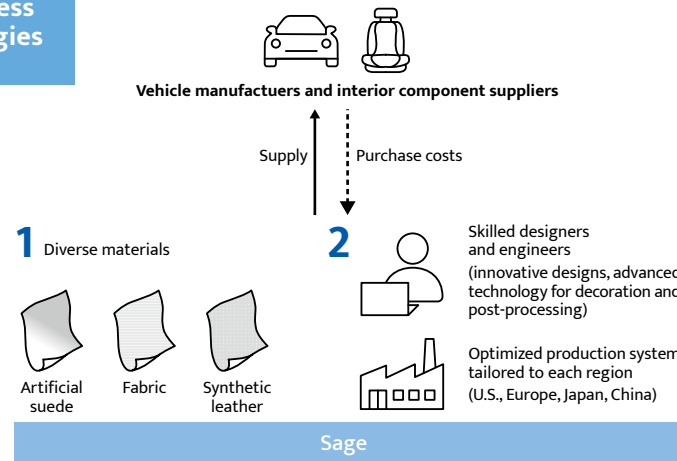 ess
gies
Vehicle manufactuers and interior component suppliers
Supply
Purchase costs
1 Diverse materials
Artificial
suede
Fabric
Synthetic
leather
2
Skilled designers
and engineers
(innovative designs, advanced
technology for decoration and
post-processing)
Optimized production system
tailored to each region
(U.S., Europe, Japan, China)
Sage